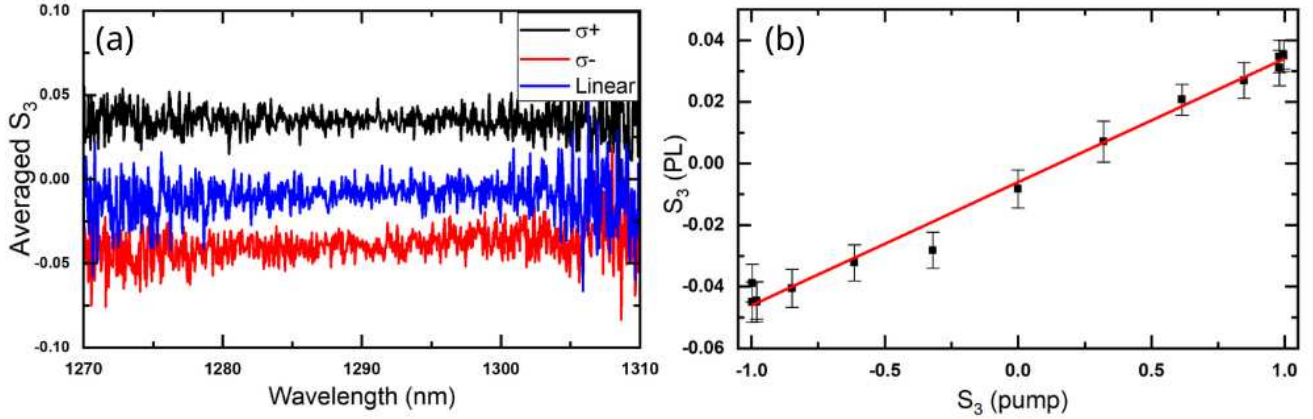 (a)
σ+
σ-
Linear
Averaged S₃
0.10
0.05
0.00
-0.05
-0.10
1270
1280
1290
1300
1310
Wavelength (nm)
(b)
S₃ (PL)
0.04
0.02
0.00
-0.02
-0.04
-0.06
-1.0
-0.5
0.0
0.5
1.0
S₃ (pump)